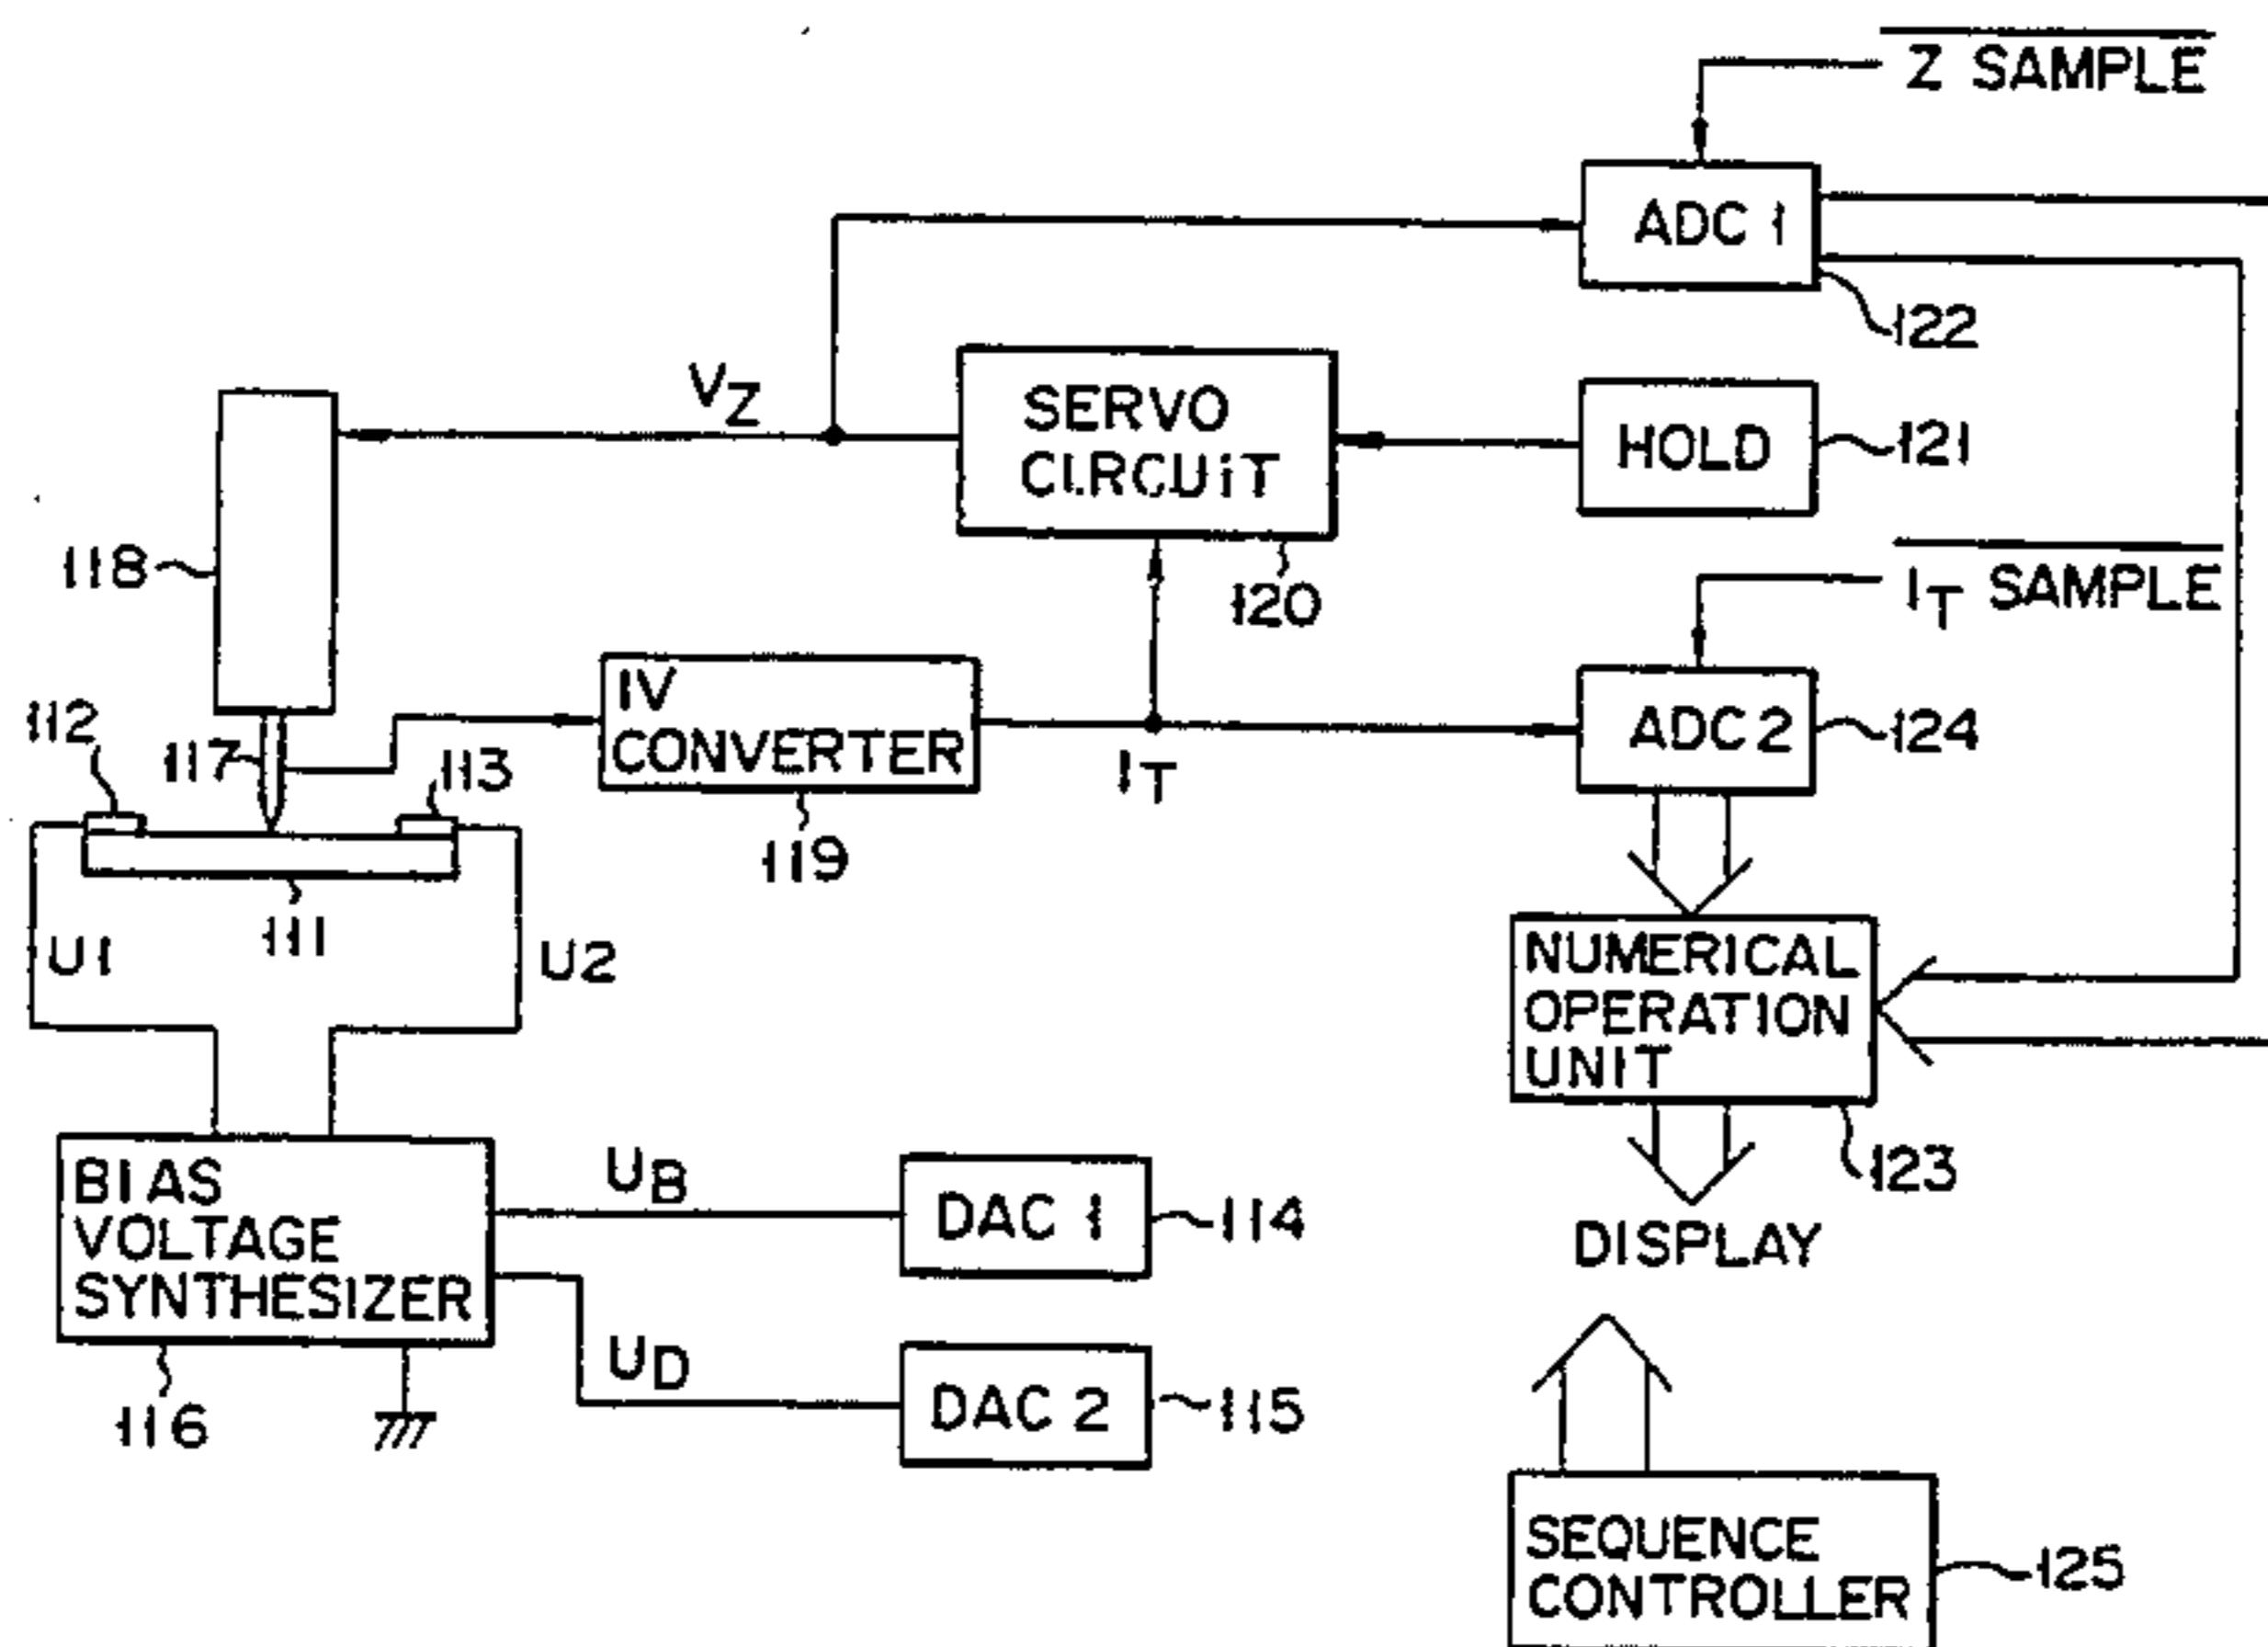 Z SAMPLE
ADC 1
122
VZ
SERVO
CIRCUiT
HOLD
121
118
120
IT SAMPLE
112
117
113
IV
CONVERTER
IT
ADC 2
124
119
111
U1
U2
NUMERICAL
OPERATION
UNIT
123
BIAS
VOLTAGE
SYNTHESIZER
UB
DAC 1
114
DISPLAY
UD
DAC 2
115
116
SEQUENCE
CONTROLLER
125